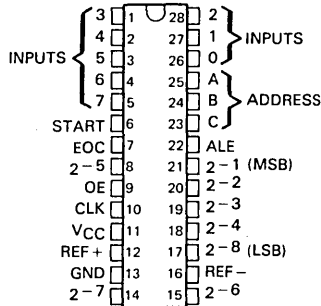 3 1 28 2
4 2 27 1
INPUTS 5 3 26 0 INPUTS
6 4 25 A
7 5 24 B ADDRESS
START 6 23 C
EOC 7 22 ALE
2−5 8 21 2−1 (MSB)
OE 9 20 2−2
CLK 10 19 2−3
VCC 11 18 2−4
REF+ 12 17 2−8 (LSB)
GND 13 16 REF−
2−7 14 15 2−6